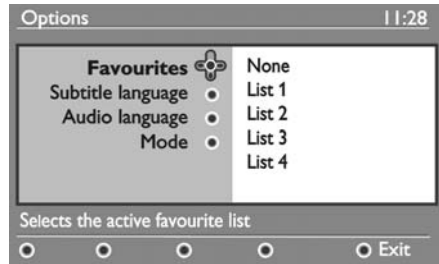 Options 11:28
Favourites None
Subtitle language List 1
Audio language List 2
Mode List 3
List 4
Selects the active favourite list
Exit